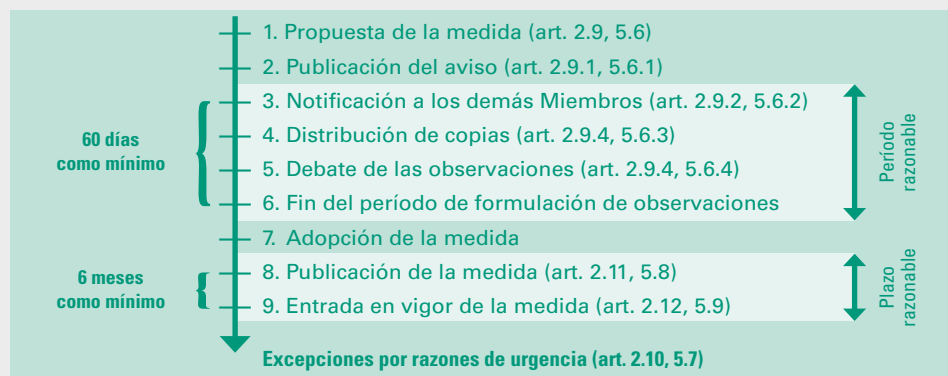 1. Propuesta de la medida (art. 2.9, 5.6)
2. Publicación del aviso (art. 2.9.1, 5.6.1)
3. Notificación a los demás Miembros (art. 2.9.2, 5.6.2)
4. Distribución de copias (art. 2.9.4, 5.6.3)
5. Debate de las observaciones (art. 2.9.4, 5.6.4)
6. Fin del período de formulación de observaciones
60 días
como mínimo
Período
razonable
7. Adopción de la medida
8. Publicación de la medida (art. 2.11, 5.8)
9. Entrada en vigor de la medida (art. 2.12, 5.9)
6 meses
como mínimo
Plazo
razonable
Excepciones por razones de urgencia (art. 2.10, 5.7)